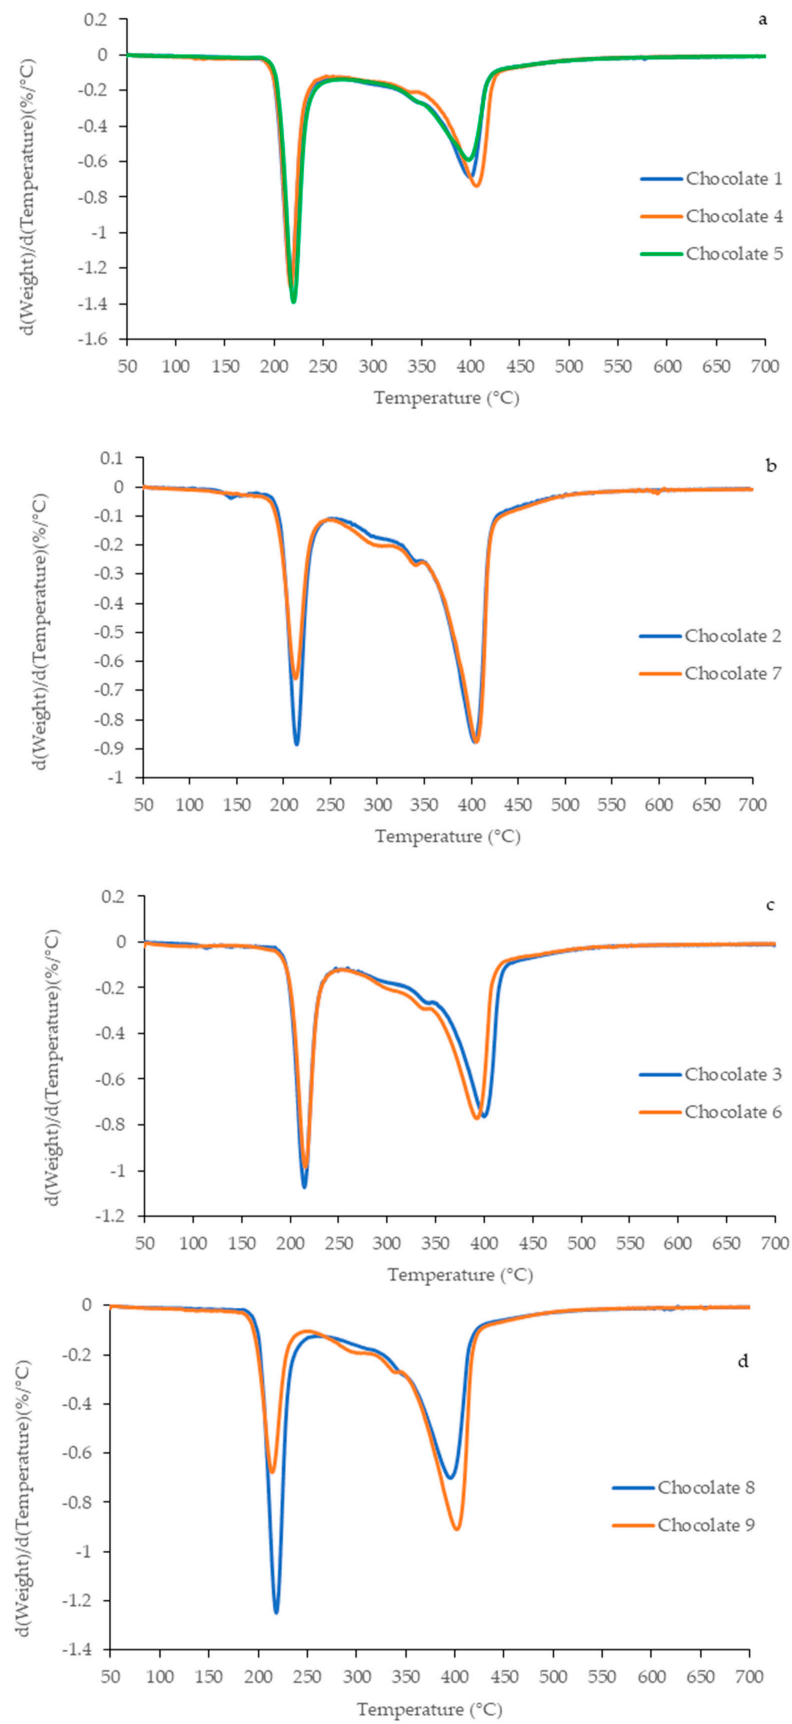 a
0.2
0
-0.2
-0.4
-0.6
-0.8
-1
-1.2
-1.4
-1.6
d(Weight)/d(Temperature)(%/°C)
Chocolate 1
Chocolate 4
Chocolate 5
50 100 150 200 250 300 350 400 450 500 550 600 650 700
Temperature (°C)
b
0.1
0
-0.1
-0.2
-0.3
-0.4
-0.5
-0.6
-0.7
-0.8
-0.9
-1
d(Weight)/d(Temperature)(%/°C)
Chocolate 2
Chocolate 7
50 100 150 200 250 300 350 400 450 500 550 600 650 700
Temperature (°C)
c
0.2
0
-0.2
-0.4
-0.6
-0.8
-1
-1.2
d(Weight)/d(Temperature)(%/°C)
Chocolate 3
Chocolate 6
50 100 150 200 250 300 350 400 450 500 550 600 650 700
Temperature (°C)
d
0
-0.2
-0.4
-0.6
-0.8
-1
-1.2
-1.4
d(Weight)/d(Temperature)(%/°C)
Chocolate 8
Chocolate 9
50 100 150 200 250 300 350 400 450 500 550 600 650 700
Temperature (°C)